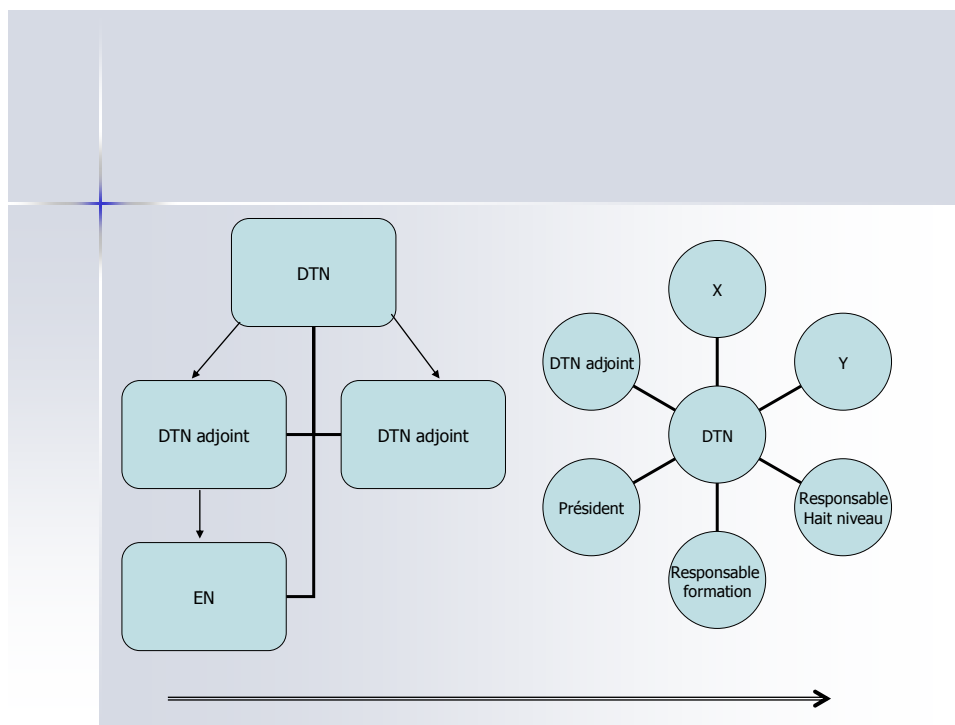 DTN
DTN adjoint
DTN adjoint
EN
X
DTN adjoint
Y
DTN
Président
Responsable
Hait niveau
Responsable
formation